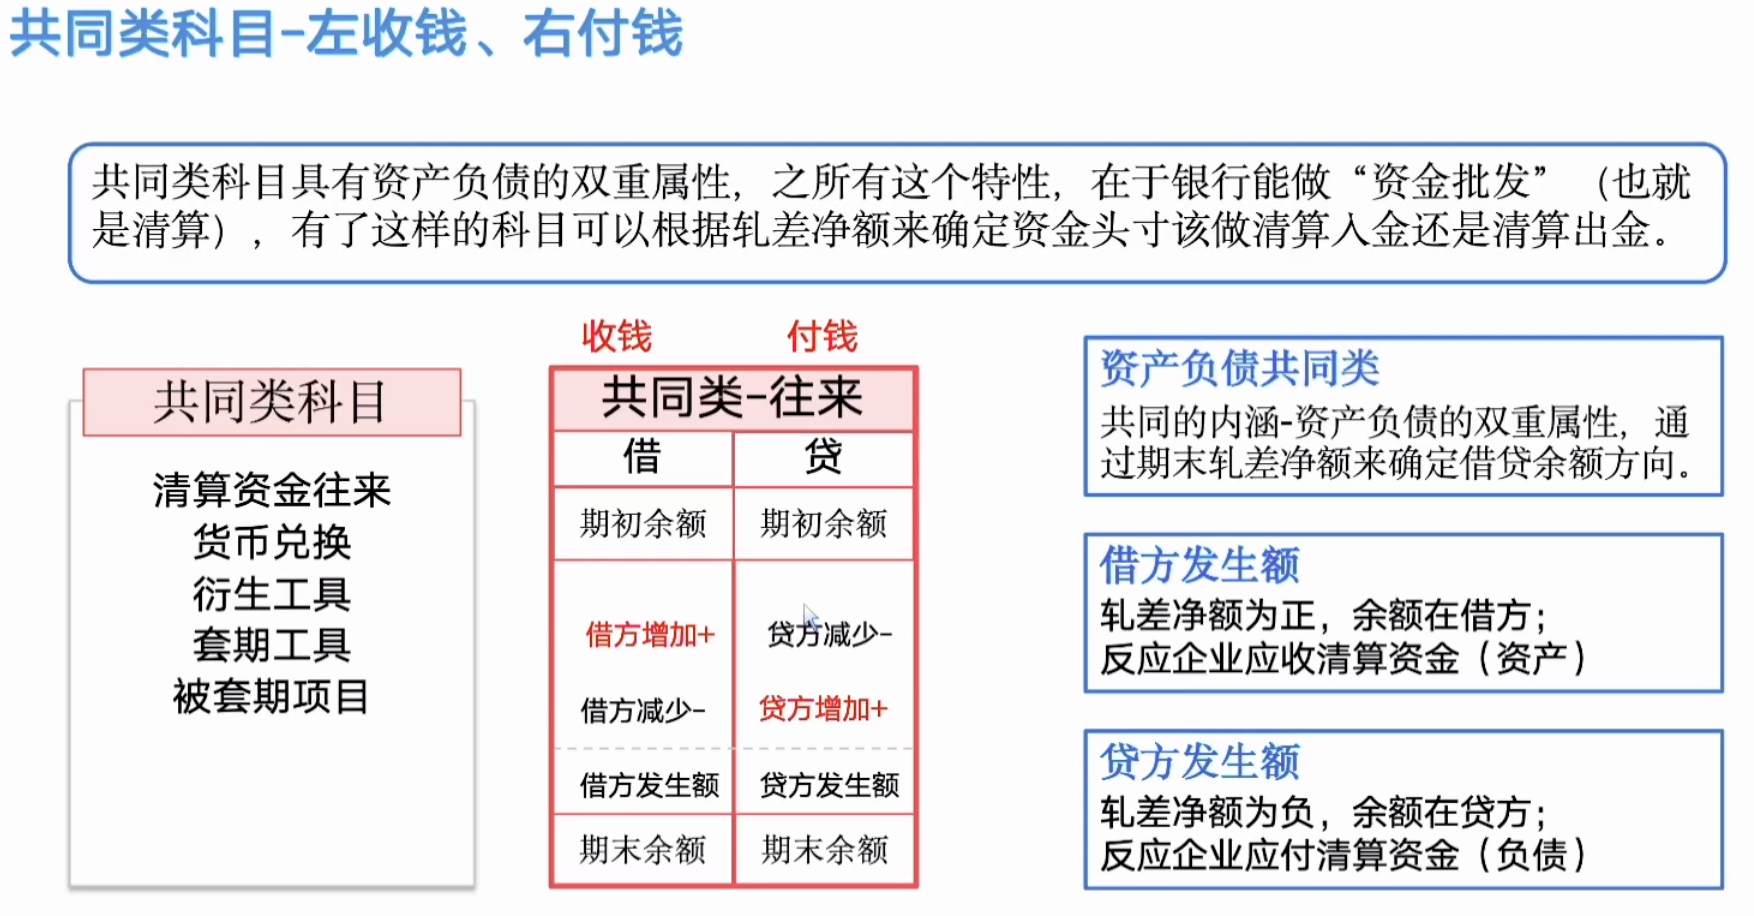 共同类科目-左收钱、右付钱
共同类科目具有资产负债的双重属性，之所有这个特性，在于银行能做“资金批发”（也就
是清算），有了这样的科目可以根据轧差净额来确定资金头寸该做清算入金还是清算出金。
共同类科目
清算资金往来
货币兑换
衍生工具
套期工具
被套期项目
收钱 付钱
共同类-往来
借 贷
期初余额 期初余额
借方增加+ 贷方减少-
借方减少- 贷方增加+
借方发生额 贷方发生额
期末余额 期末余额
资产负债共同类
共同的内涵-资产负债的双重属性，通
过期末轧差净额来确定借贷余额方向。
借方发生额
轧差净额为正，余额在借方；
反应企业应收清算资金（资产）
贷方发生额
轧差净额为负，余额在贷方；
反应企业应付清算资金（负债）